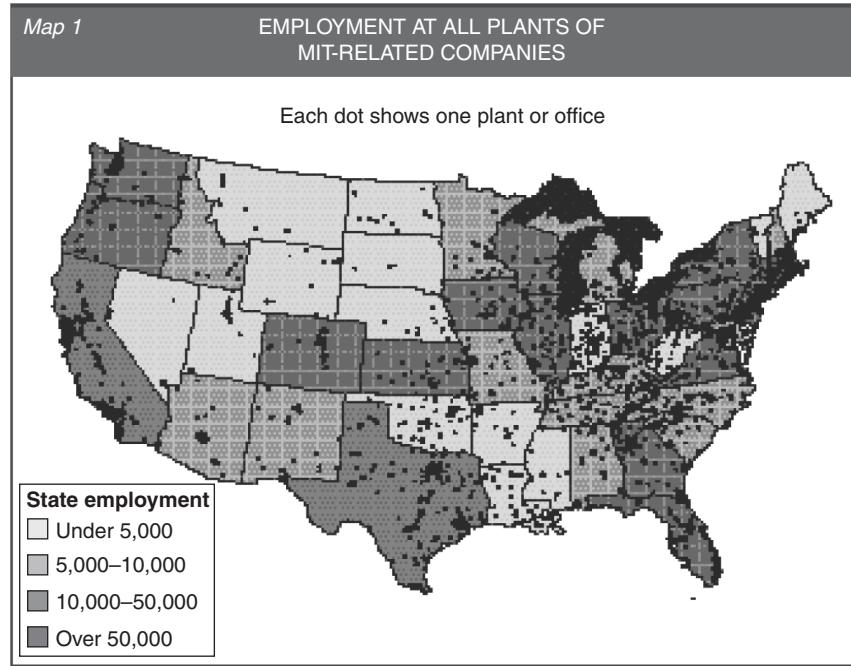 Map 1
EMPLOYMENT AT ALL PLANTS OF
MIT-RELATED COMPANIES
Each dot shows one plant or office
State employment
Under 5,000
5,000–10,000
10,000–50,000
Over 50,000